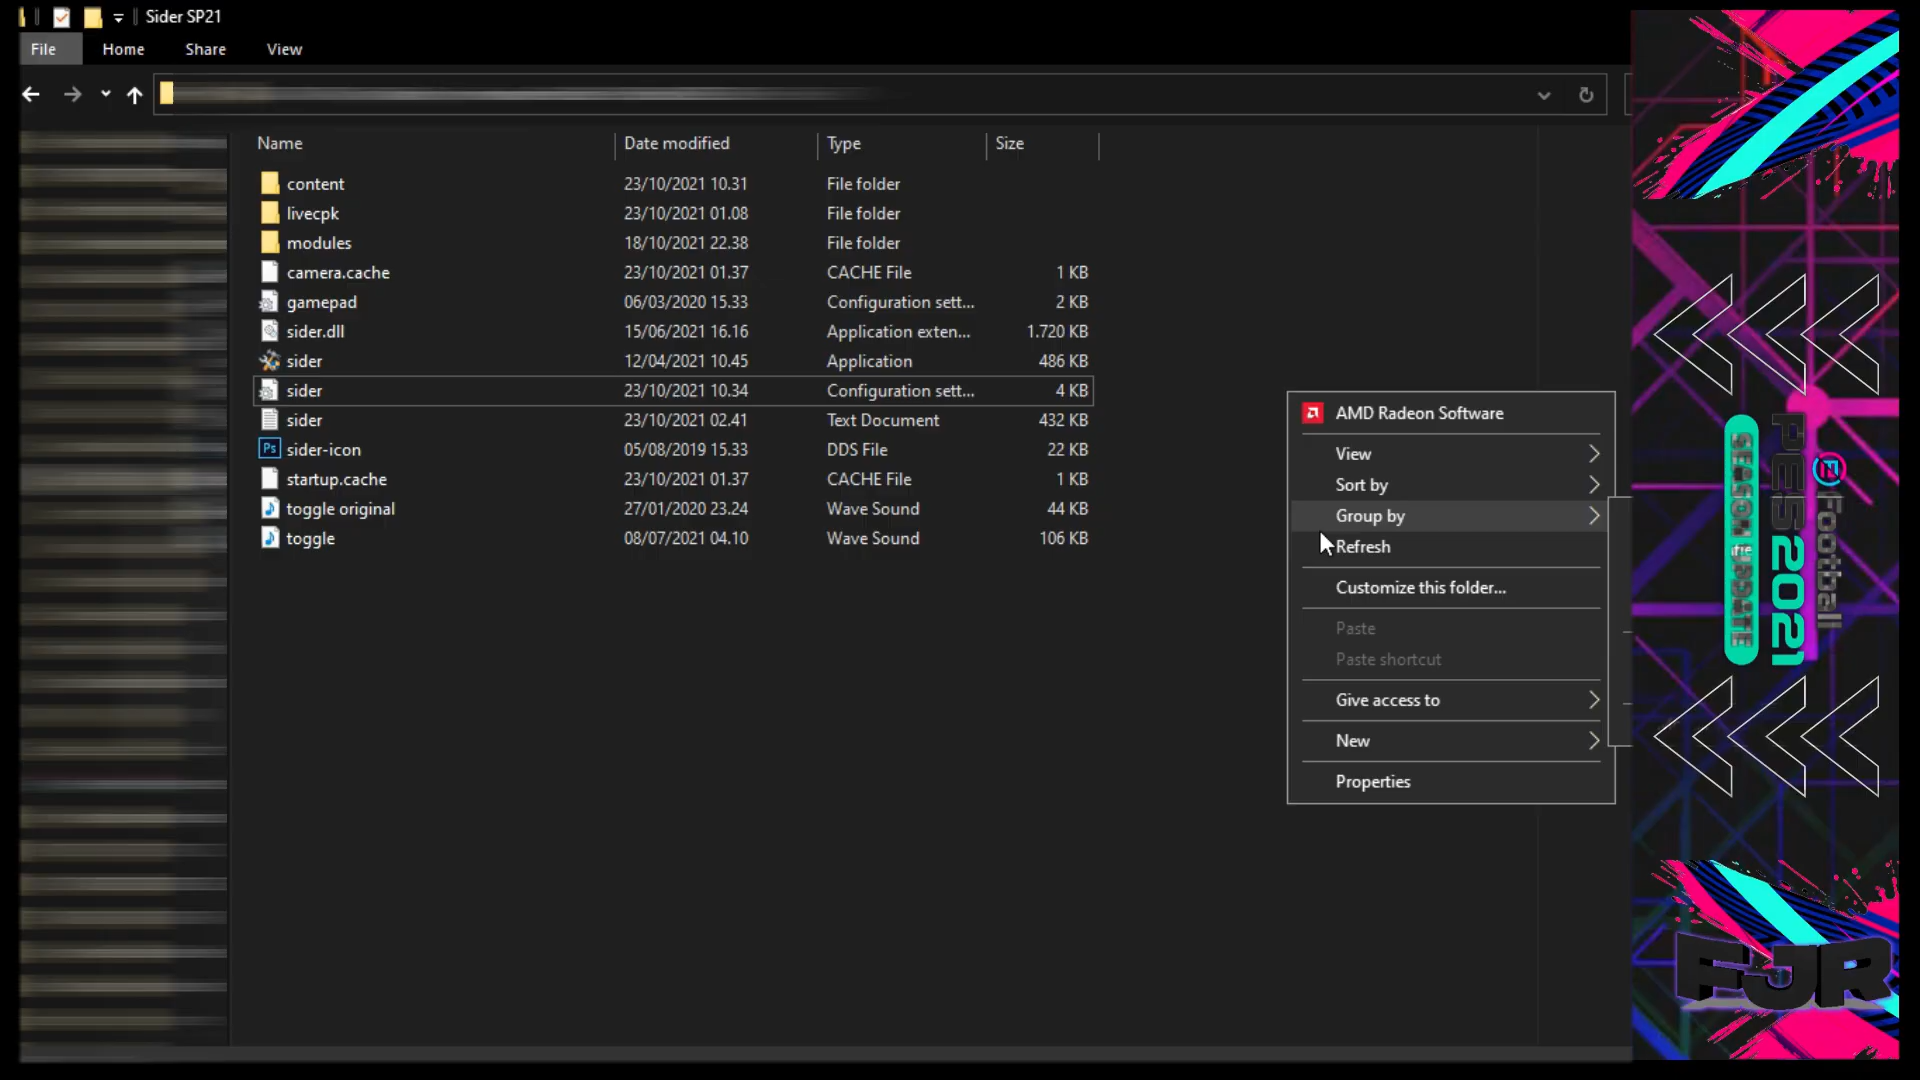 Sider SP21
File Home Share View
Name Date modified Type Size
content 23/10/2021 10.31 File folder
livecpk 23/10/2021 01.08 File folder
modules 18/10/2021 22.38 File folder
camera.cache 23/10/2021 01.37 CACHE File 1 KB
gamepad 06/03/2020 15.33 Configuration sett... 2 KB
sider.dll 15/06/2021 16.16 Application exten... 1.720 KB
sider 12/04/2021 10.45 Application 486 KB
sider 23/10/2021 10.34 Configuration sett... 4 KB
sider 23/10/2021 02.41 Text Document 432 KB
Ps sider-icon 05/08/2019 15.33 DDS File 22 KB
startup.cache 23/10/2021 01.37 CACHE File 1 KB
toggle original 27/01/2020 23.24 Wave Sound 44 KB
toggle 08/07/2021 04.10 Wave Sound 106 KB
AMD Radeon Software
View
Sort by
Group by
Refresh
Customize this folder...
Paste
Paste shortcut
Give access to
New
Properties
eFootball
PES 2021
SEASON UPDATE
FJR